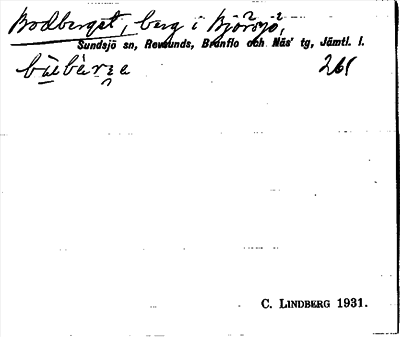 Bodberget, berg i Björsjö,
Sundsjö sn, Revsunds, Brunflo och Näs' tg, Jämtl. l.
261
C. LINDBERG 1931.